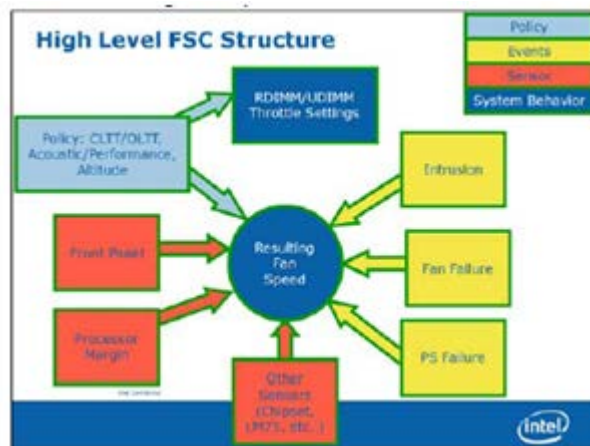 High Level FSC Structure
Policy
Events
Sensor
System Behavior
RDIMM/UDIMM
Throttle Settings
Policy: CLTT/OLTT,
Acoustic/Performance,
Altitude
Intrusion
Front Panel
Resulting
Fan
Speed
Fan Failure
Processor
Margin
PS Failure
Other
Sensors
(Chipset,
LM75, etc.)
intel